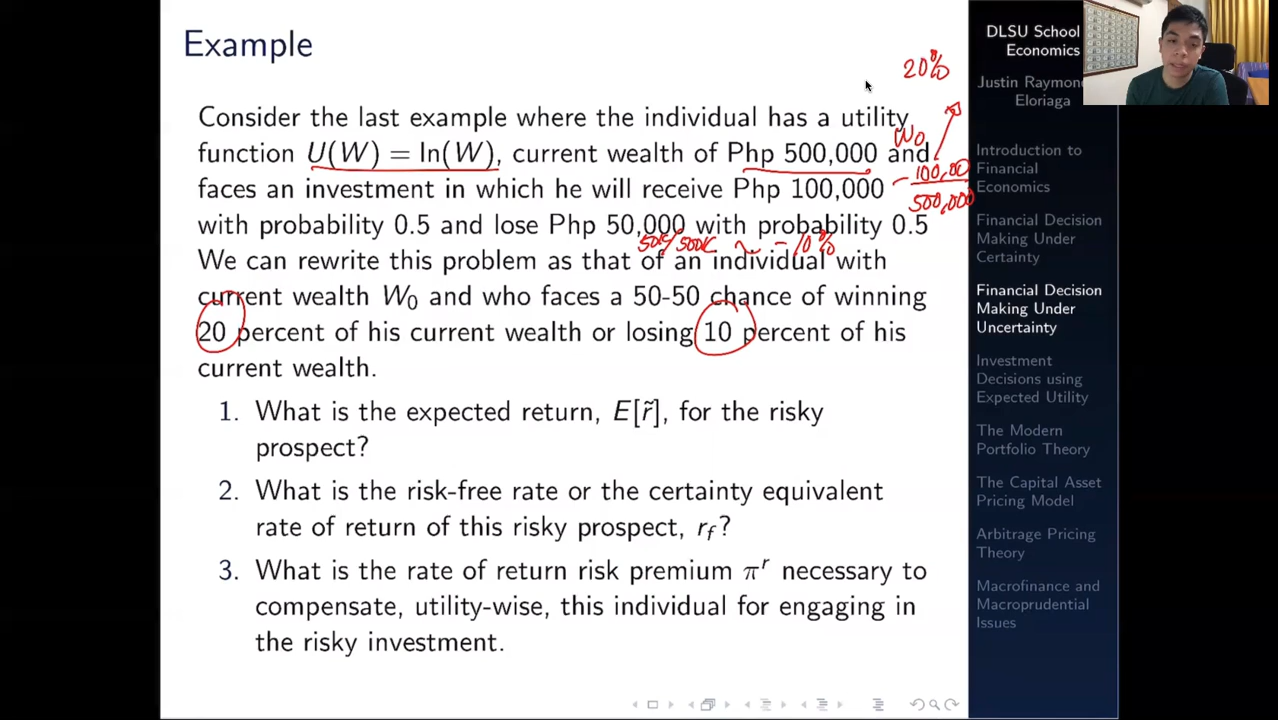 Example
20%
Consider the last example where the individual has a utility
W0
function U(W) = ln(W), current wealth of Php 500,000 and
100,00
faces an investment in which he will receive Php 100,000
500,000
with probability 0.5 and lose Php 50,000 with probability 0.5
50K/500K ~ -10%
We can rewrite this problem as that of an individual with
current wealth W0 and who faces a 50-50 chance of winning
20 percent of his current wealth or losing 10 percent of his
current wealth.
1. What is the expected return, E[r̃], for the risky
prospect?
2. What is the risk-free rate or the certainty equivalent
rate of return of this risky prospect, rf?
3. What is the rate of return risk premium πʳ necessary to
compensate, utility-wise, this individual for engaging in
the risky investment.
DLSU School
Economics
Justin Raymon
Eloriaga
Introduction to
Financial
Economics
Financial Decision
Making Under
Certainty
Financial Decision
Making Under
Uncertainty
Investment
Decisions using
Expected Utility
The Modern
Portfolio Theory
The Capital Asset
Pricing Model
Arbitrage Pricing
Theory
Macrofinance and
Macroprudential
Issues